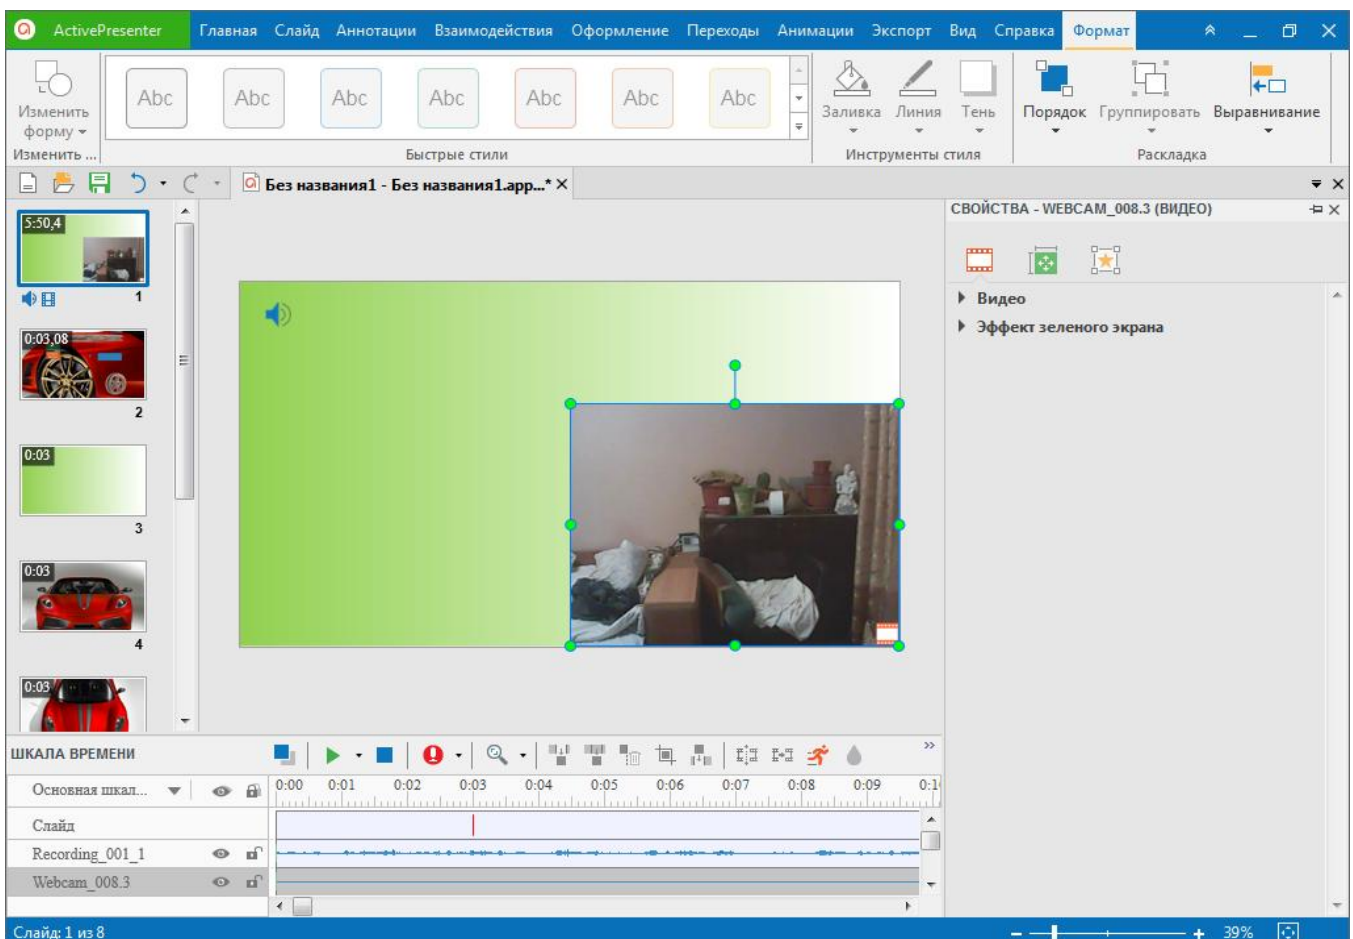 ActivePresenter Главная Слайд Аннотации Взаимодействия Оформление Переходы Анимации Экспорт Вид Справка Формат
Изменить форму
Abc Abc Abc Abc Abc Abc Abc
Заливка Линия Тень Порядок Группировать Выравнивание
Изменить ... Быстрые стили Инструменты стиля Раскладка
Без названия1 - Без названия1.app...*
СВОЙСТВА - WEBCAM_008.3 (ВИДЕО)
5:50,4
1
Видео
Эффект зеленого экрана
0:03,08
2
0:03
3
0:03
4
0:03
ШКАЛА ВРЕМЕНИ
Основная шкал... 0:00 0:01 0:02 0:03 0:04 0:05 0:06 0:07 0:08 0:09 0:1
Слайд
Recording_001_1
Webcam_008.3
Слайд: 1 из 8 39%